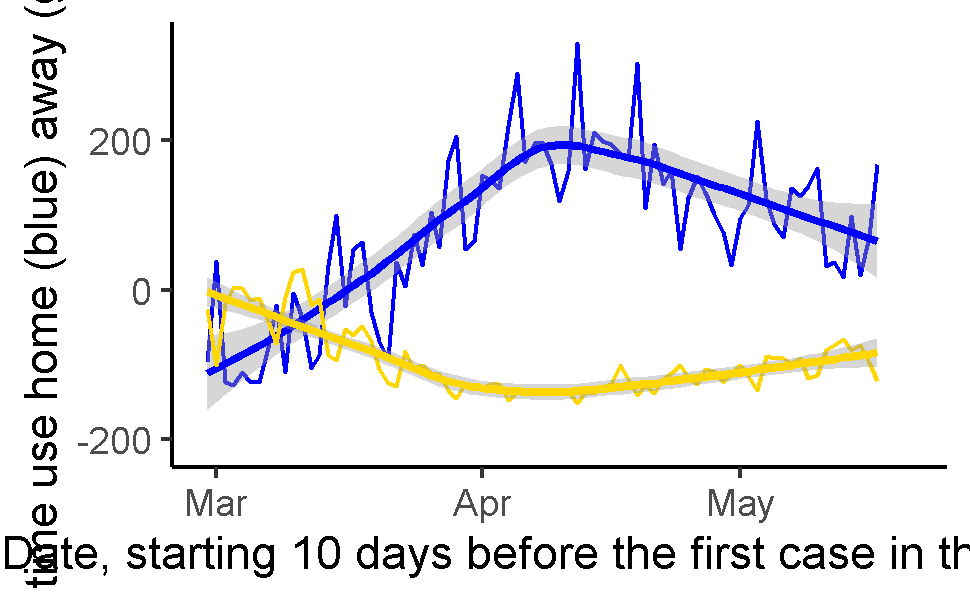 time use home (blue) away (
200
0
-200
Mar Apr May
Date, starting 10 days before the first case in th